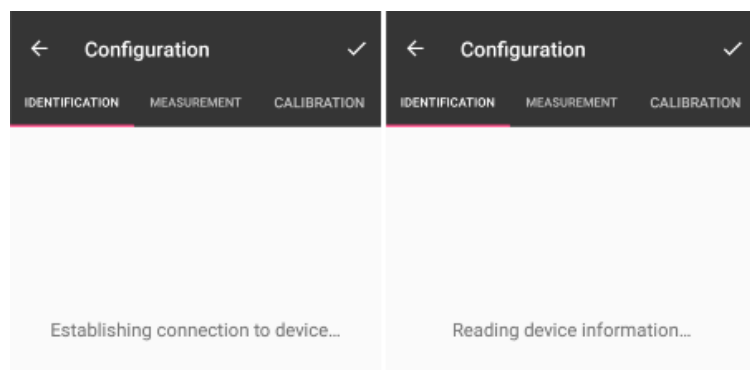 Configuration
IDENTIFICATION MEASUREMENT CALIBRATION
Establishing connection to device...
Configuration
IDENTIFICATION MEASUREMENT CALIBRATION
Reading device information...